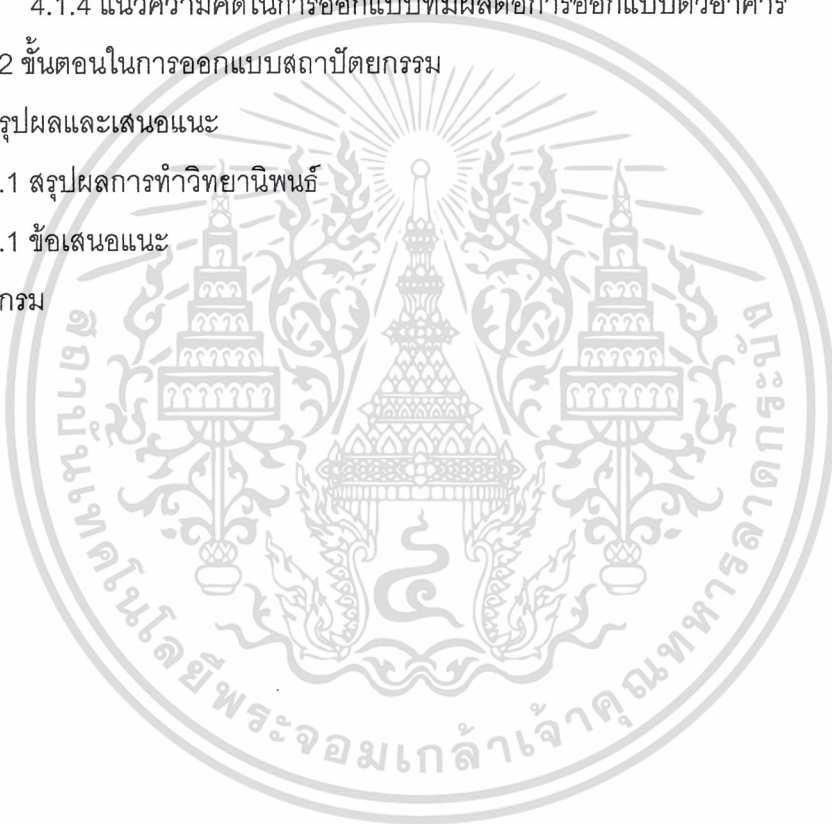 4.1.4 แนวความคิดในการออกแบบที่มีผลต่อการออกแบบตัวอาคาร
2 ขั้นตอนในการออกแบบสถาปัตยกรรม
รุปผลและเสนอแนะ
.1 สรุปผลการทำวิทยานิพนธ์
.1 ข้อเสนอแนะ
กรม
สถาบันเทคโนโลยีพระจอมเกล้าเจ้าคุณทหารลาดกระบัง
๔